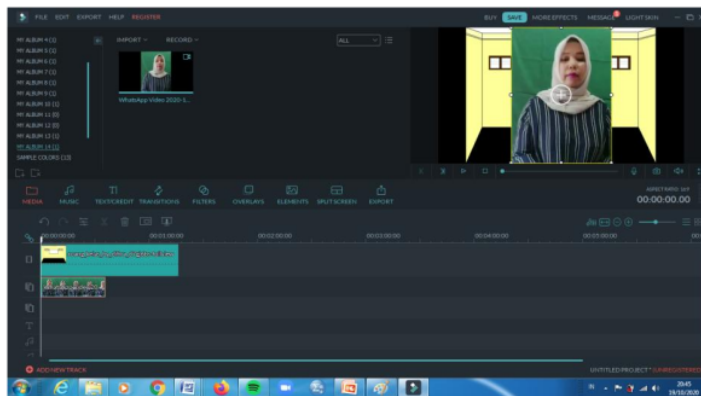 FILE EDIT EXPORT HELP REGISTER
BUY SAVE MORE EFFECTS MESSAGE LIGHT SKIN
MY ALBUM 4 (1)
MY ALBUM 5 (1)
MY ALBUM 6 (1)
MY ALBUM 7 (1)
MY ALBUM 8 (1)
MY ALBUM 9 (1)
MY ALBUM 10 (1)
MY ALBUM 11 (0)
MY ALBUM 12 (0)
MY ALBUM 13 (1)
MY ALBUM 14 (1)
SAMPLE COLORS (13)
IMPORT RECORD
ALL
WhatsApp Video 2020-1...
MEDIA MUSIC TEXT/CREDIT TRANSITIONS FILTERS OVERLAYS ELEMENTS SPLIT SCREEN EXPORT
ASPECT RATIO 16:9
00:00:00.00
00:00:00:00 00:01:00:00 00:02:00:00 00:03:00:00 00:04:00:00 00:05:00:00
ADD NEW TRACK
UNTITLED PROJECT * (UNREGISTERED)
IN
20:45
19/10/2020